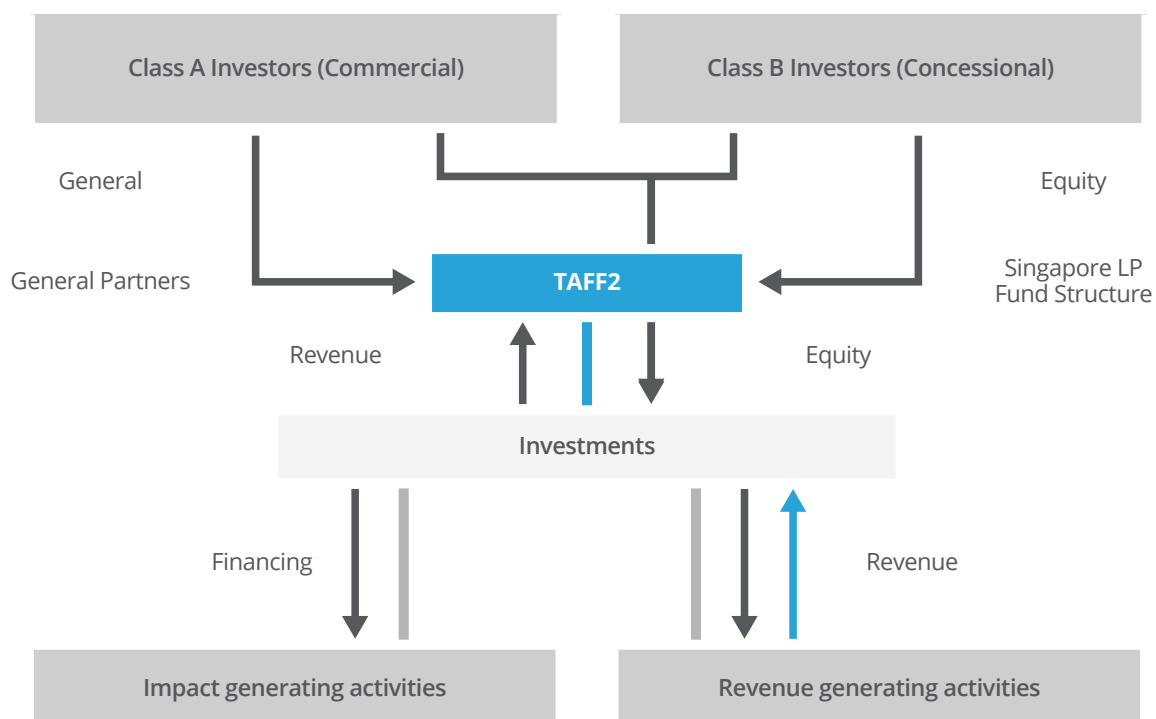 Class A Investors (Commercial)
Class B Investors (Concessional)
General
Equity
General Partners
TAFF2
Singapore LP
Fund Structure
Revenue
Equity
Investments
Financing
Revenue
Impact generating activities
Revenue generating activities